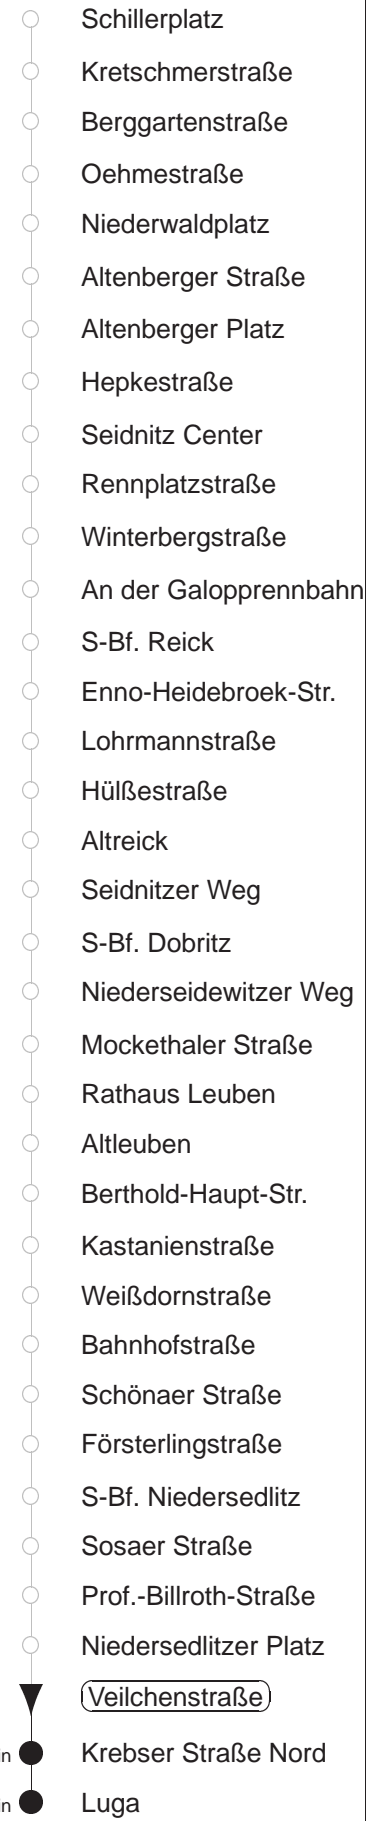 Schillerplatz
Kretschmerstraße
Berggartenstraße
Oehmestraße
Niederwaldplatz
Altenberger Straße
Altenberger Platz
Hepkestraße
Seidnitz Center
Rennplatzstraße
Winterbergstraße
An der Galopprennbahn
S-Bf. Reick
Enno-Heidebroek-Str.
Lohrmannstraße
Hülßestraße
Altreick
Seidnitzer Weg
S-Bf. Dobritz
Niederseidewitzer Weg
Mockethaler Straße
Rathaus Leuben
Altleuben
Berthold-Haupt-Str.
Kastanienstraße
Weißdornstraße
Bahnhofstraße
Schönaer Straße
Försterlingstraße
S-Bf. Niedersedlitz
Sosaer Straße
Prof.-Billroth-Straße
Niedersedlitzer Platz
Veilchenstraße
in Krebser Straße Nord
in Luga